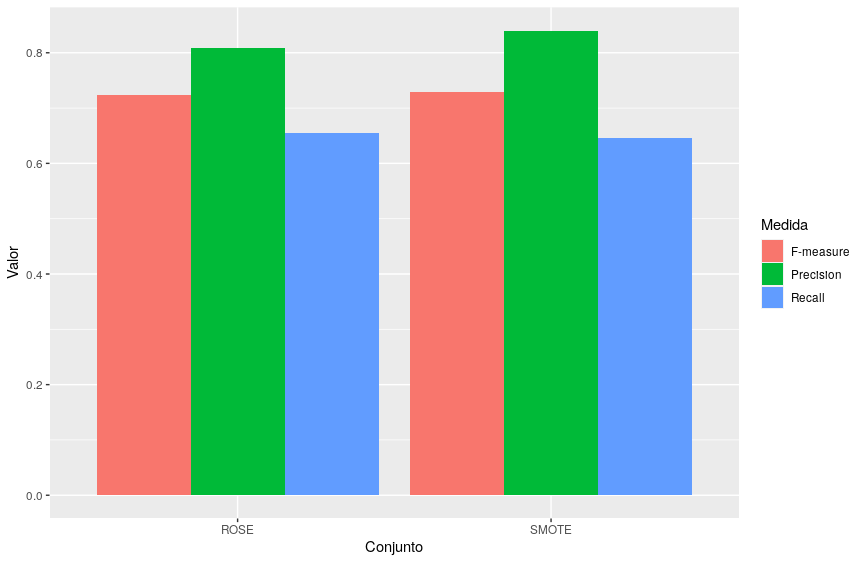 Valor
0.8
0.6
0.4
0.2
0.0
ROSE
SMOTE
Conjunto
Medida
F-measure
Precision
Recall